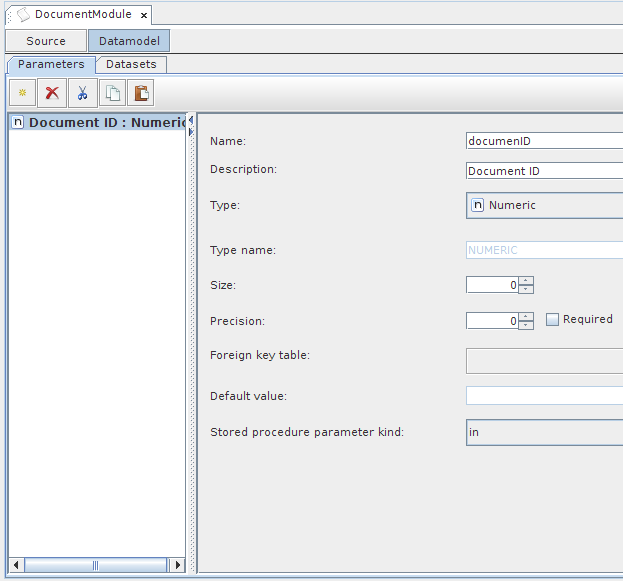 DocumentModule x
Source Datamodel
Parameters Datasets
n Document ID : Numeric
Name: documenID
Description: Document ID
Type: n Numeric
Type name: NUMERIC
Size: 0
Precision: 0 Required
Foreign key table:
Default value:
Stored procedure parameter kind: in